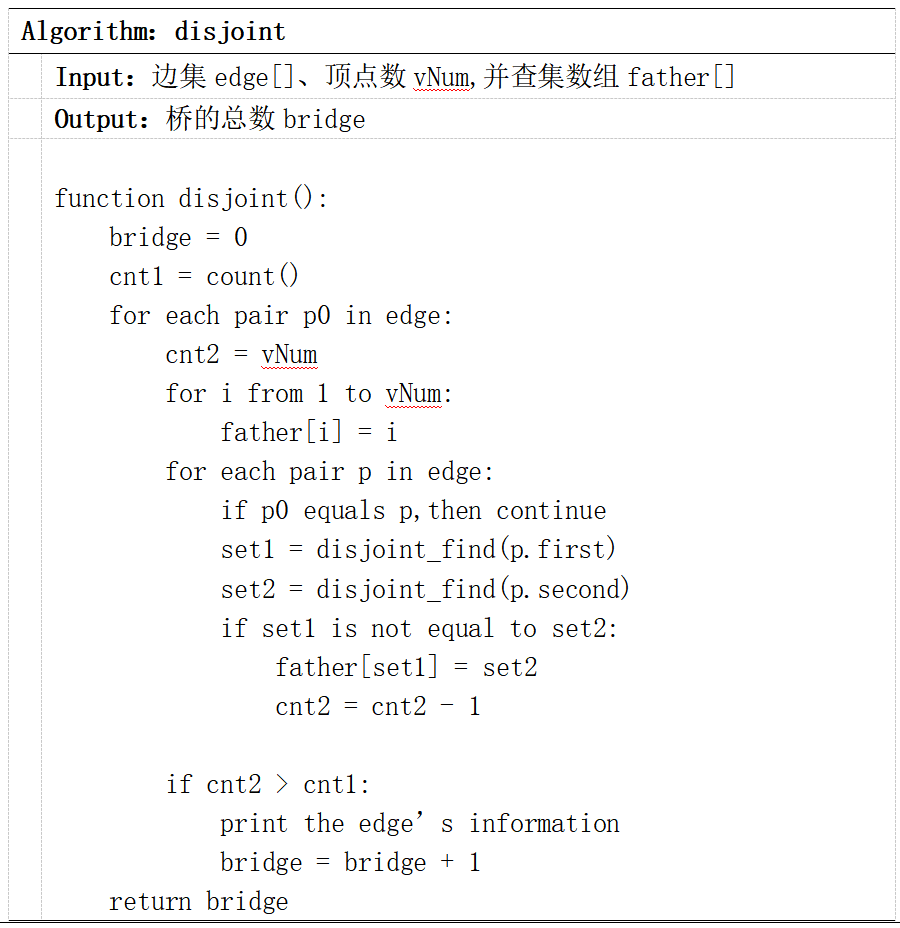 Algorithm: disjoint
Input: 边集 edge[]、顶点数 vNum,并查集数组 father[]
Output: 桥的总数 bridge
function disjoint():
    bridge = 0
    cnt1 = count()
    for each pair p0 in edge:
        cnt2 = vNum
        for i from 1 to vNum:
            father[i] = i
        for each pair p in edge:
            if p0 equals p,then continue
            set1 = disjoint_find(p.first)
            set2 = disjoint_find(p.second)
            if set1 is not equal to set2:
                father[set1] = set2
                cnt2 = cnt2 - 1
        if cnt2 > cnt1:
            print the edge’s information
            bridge = bridge + 1
    return bridge